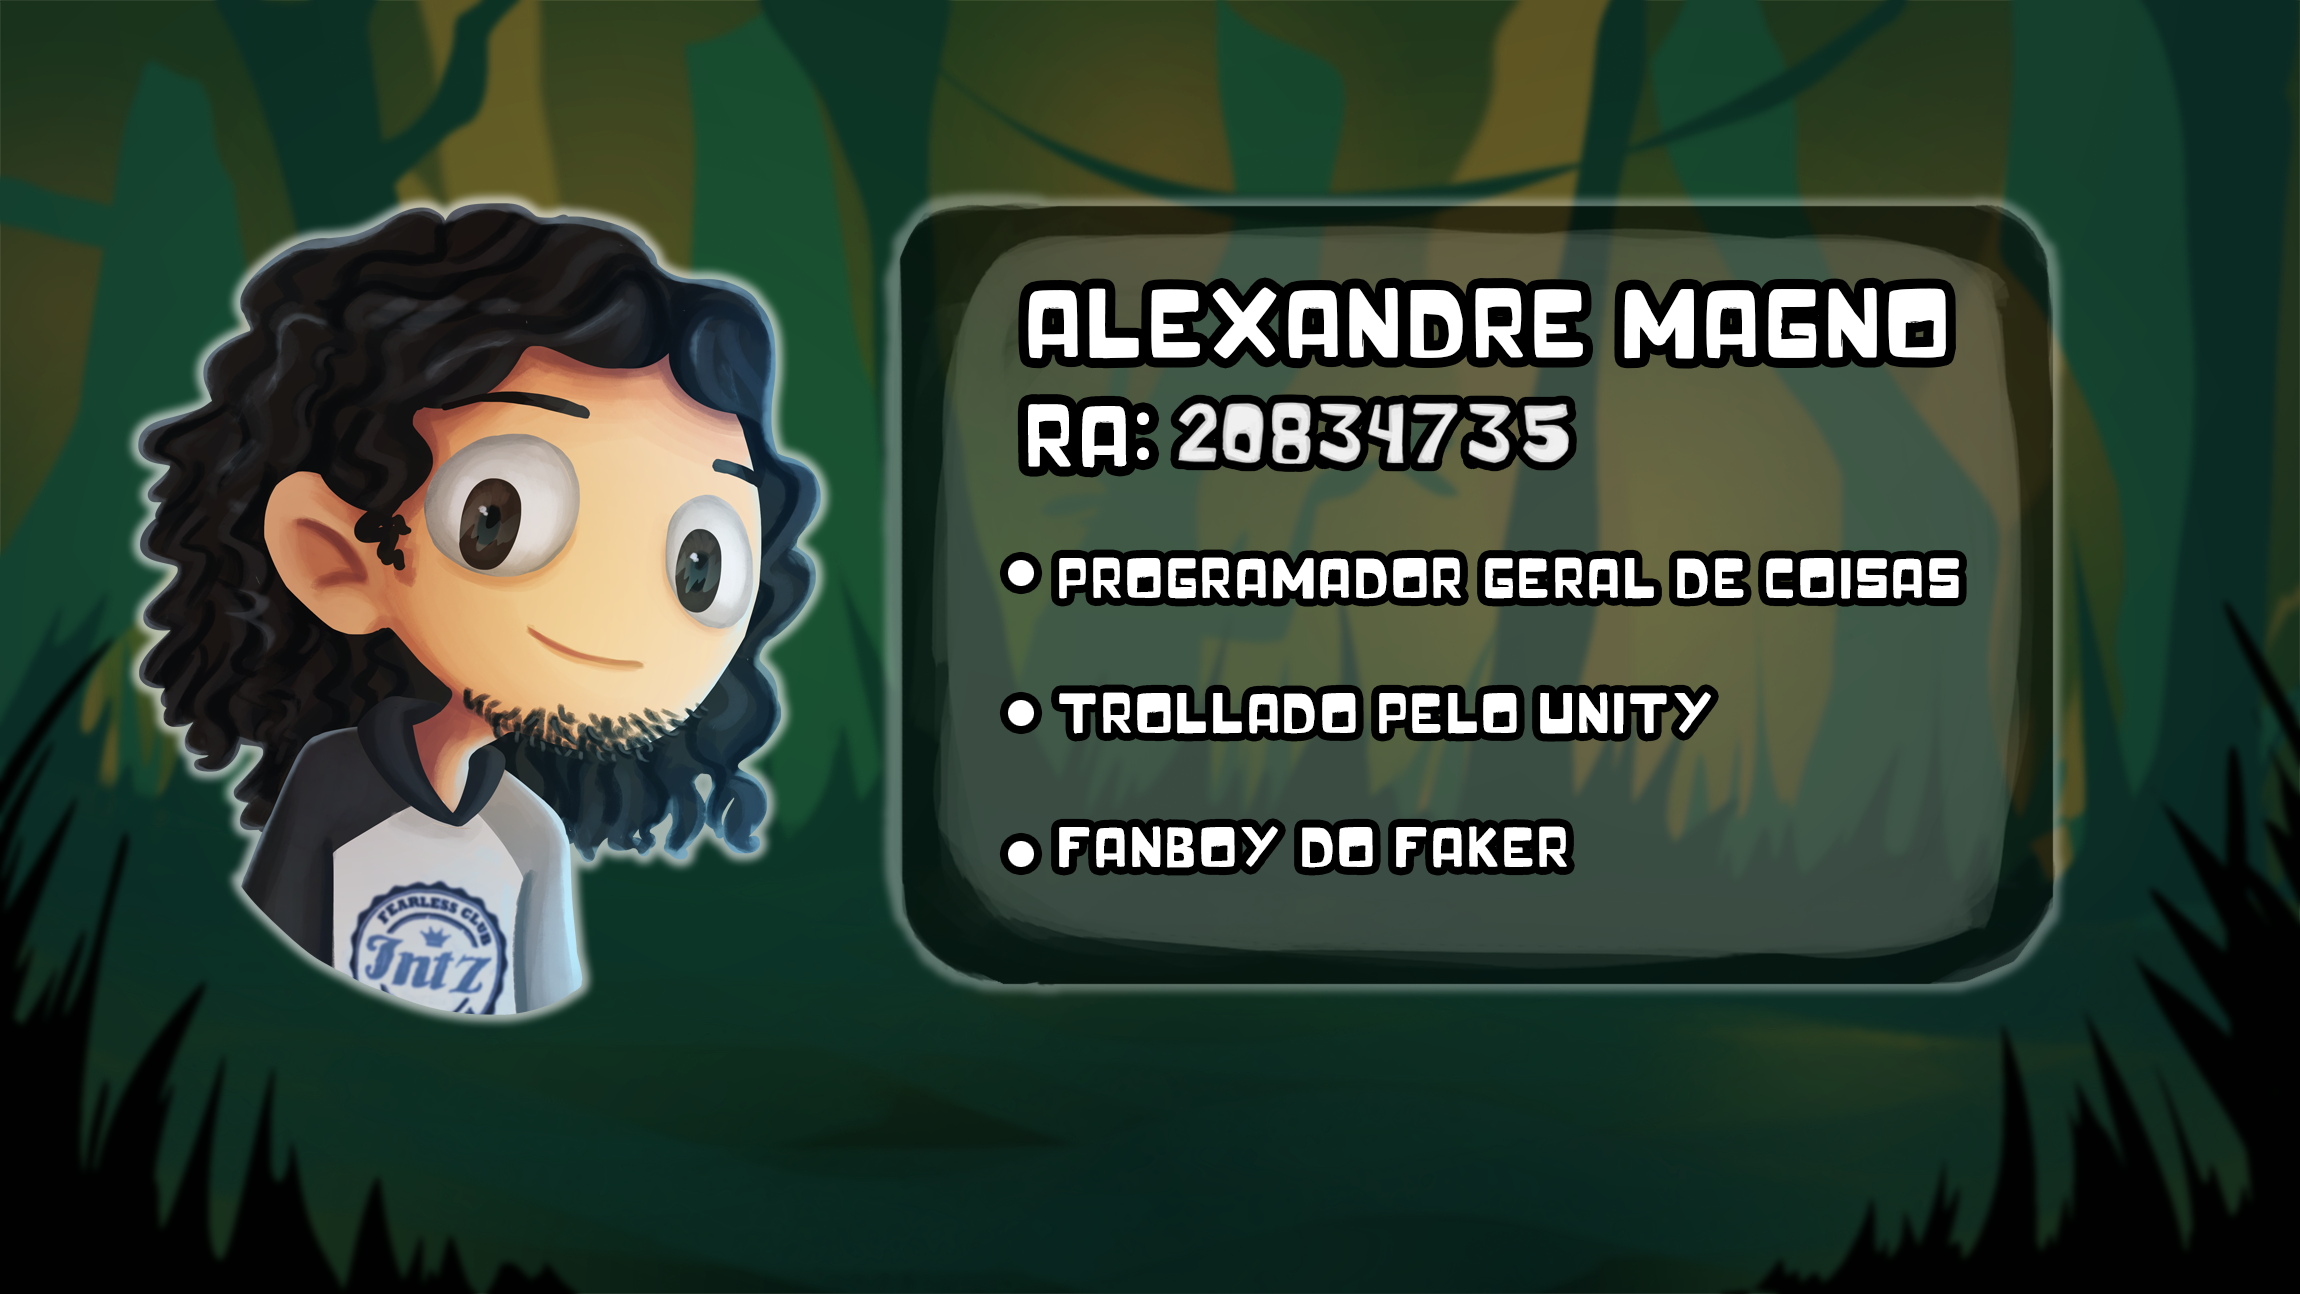 ALEXANDRE MAGNO
RA: 20834735
• PROGRAMADOR GERAL DE COISAS
• TROLLADO PELO UNITY
• FANBOY DO FAKER
FEARLESS CLUB
INTZ